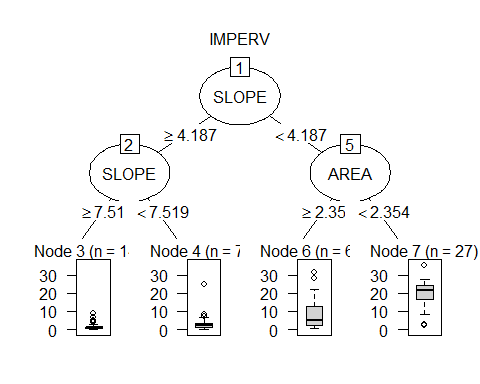 IMPERV
1
SLOPE
≥ 4.187 < 4.187
2 5
SLOPE AREA
≥ 7.51 < 7.519 ≥ 2.35 < 2.354
Node 3 (n = 1 Node 4 (n = 7 Node 6 (n = 6 Node 7 (n = 27)
30 30 30 30
20 20 20 20
10 10 10 10
0 0 0 0